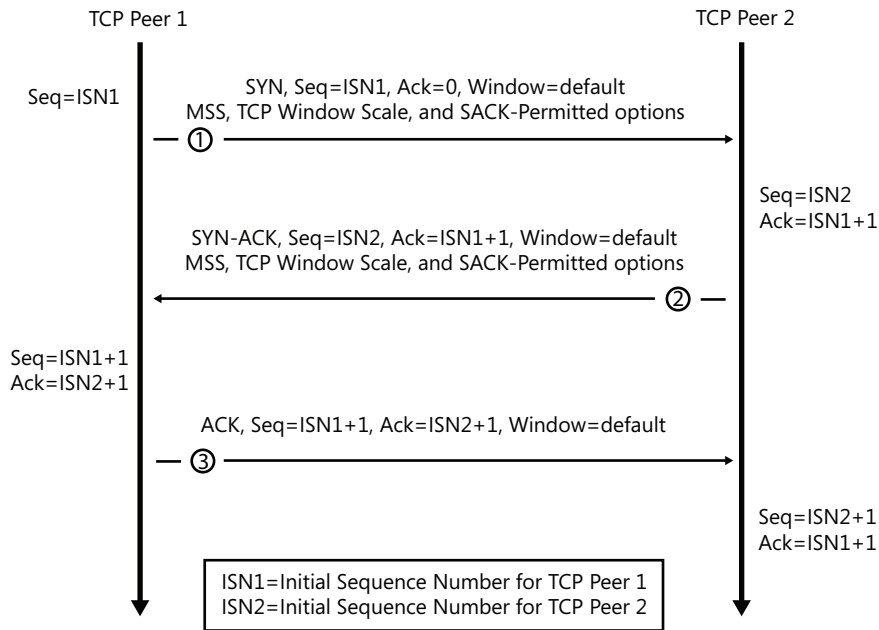 TCP Peer 1
TCP Peer 2
Seq=ISN1
SYN, Seq=ISN1, Ack=0, Window=default
MSS, TCP Window Scale, and SACK-Permitted options
1
Seq=ISN2
Ack=ISN1+1
SYN-ACK, Seq=ISN2, Ack=ISN1+1, Window=default
MSS, TCP Window Scale, and SACK-Permitted options
2
Seq=ISN1+1
Ack=ISN2+1
ACK, Seq=ISN1+1, Ack=ISN2+1, Window=default
3
Seq=ISN2+1
Ack=ISN1+1
ISN1=Initial Sequence Number for TCP Peer 1
ISN2=Initial Sequence Number for TCP Peer 2